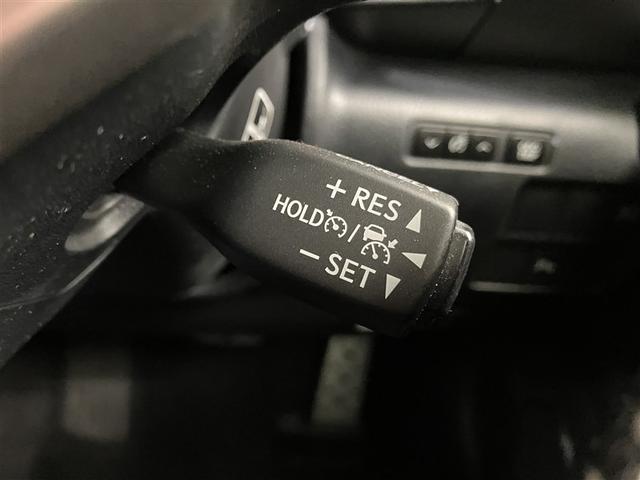 + RES ▲
HOLD / ◀
− SET ▼